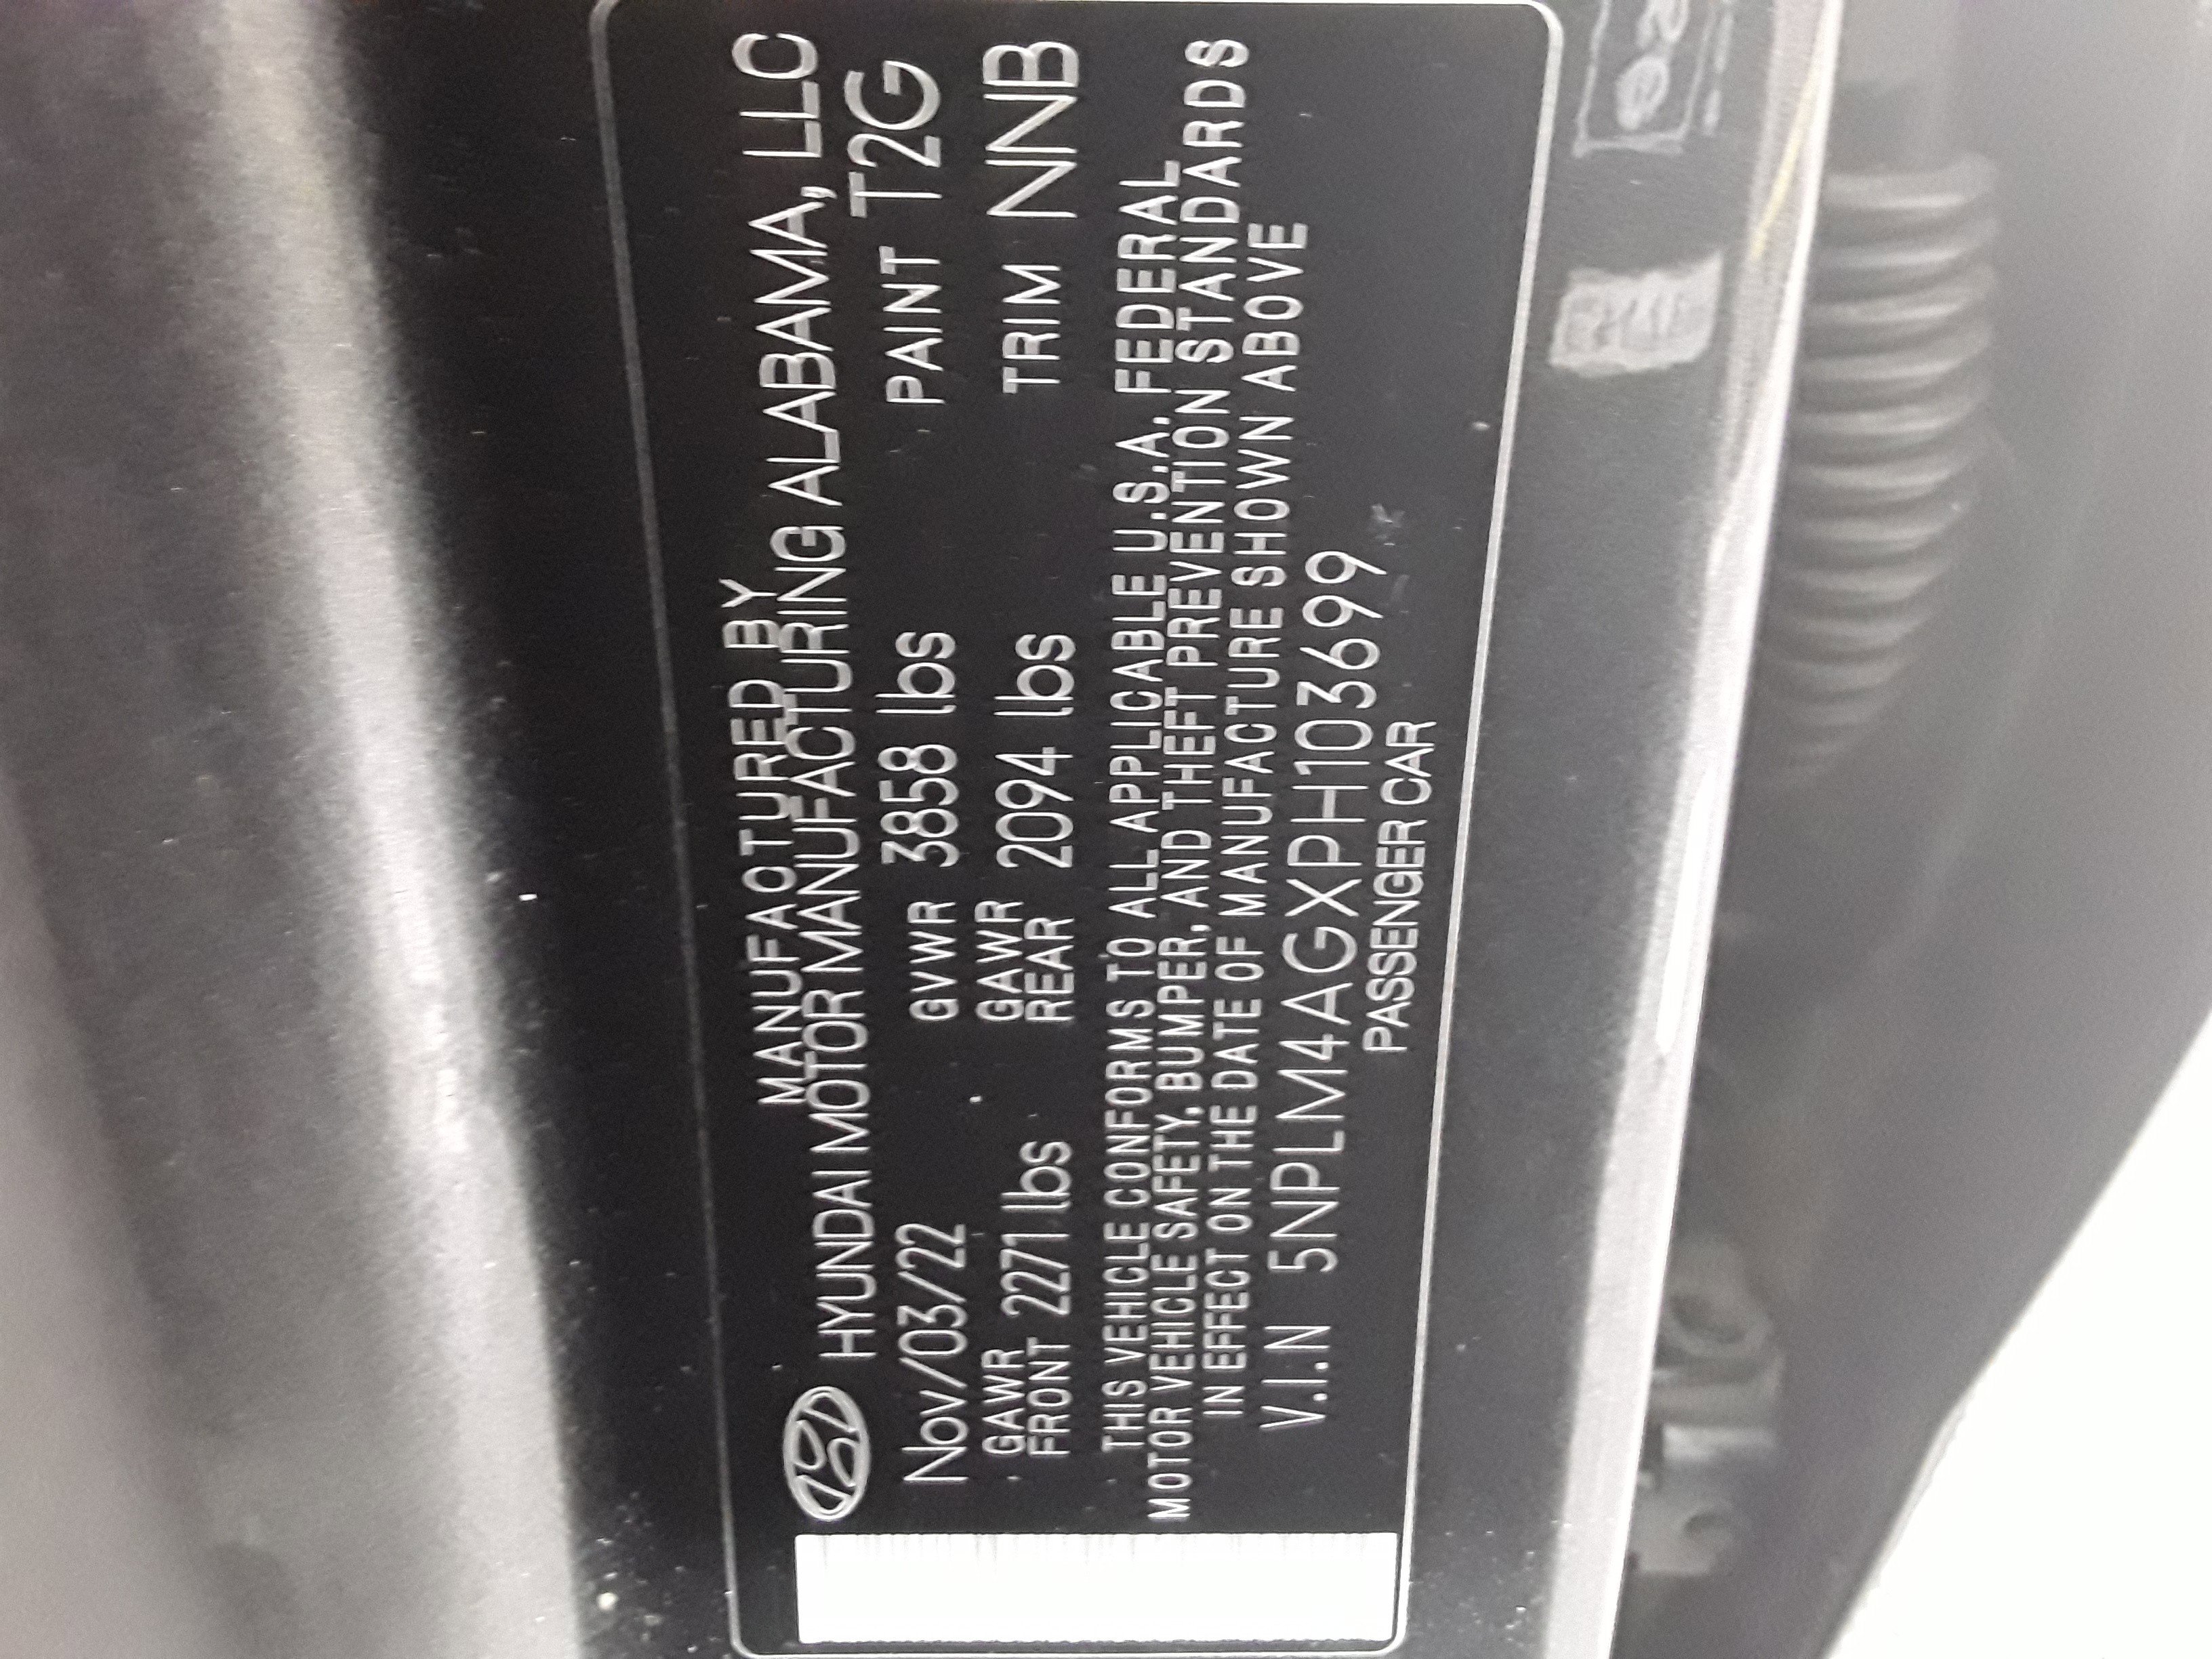 MANUFACTURED BY
HYUNDAI MOTOR MANUFACTURING ALABAMA, LLC
Nov/03/22 GVWR 3858 lbs PAINT T2G
GAWR FRONT 2271 lbs GAWR REAR 2094 lbs TRIM NNB
THIS VEHICLE CONFORMS TO ALL APPLICABLE U.S.A. FEDERAL
MOTOR VEHICLE SAFETY, BUMPER, AND THEFT PREVENTION STANDARDS
IN EFFECT ON THE DATE OF MANUFACTURE SHOWN ABOVE
V.I.N 5NPLM4AGXPH103699
PASSENGER CAR